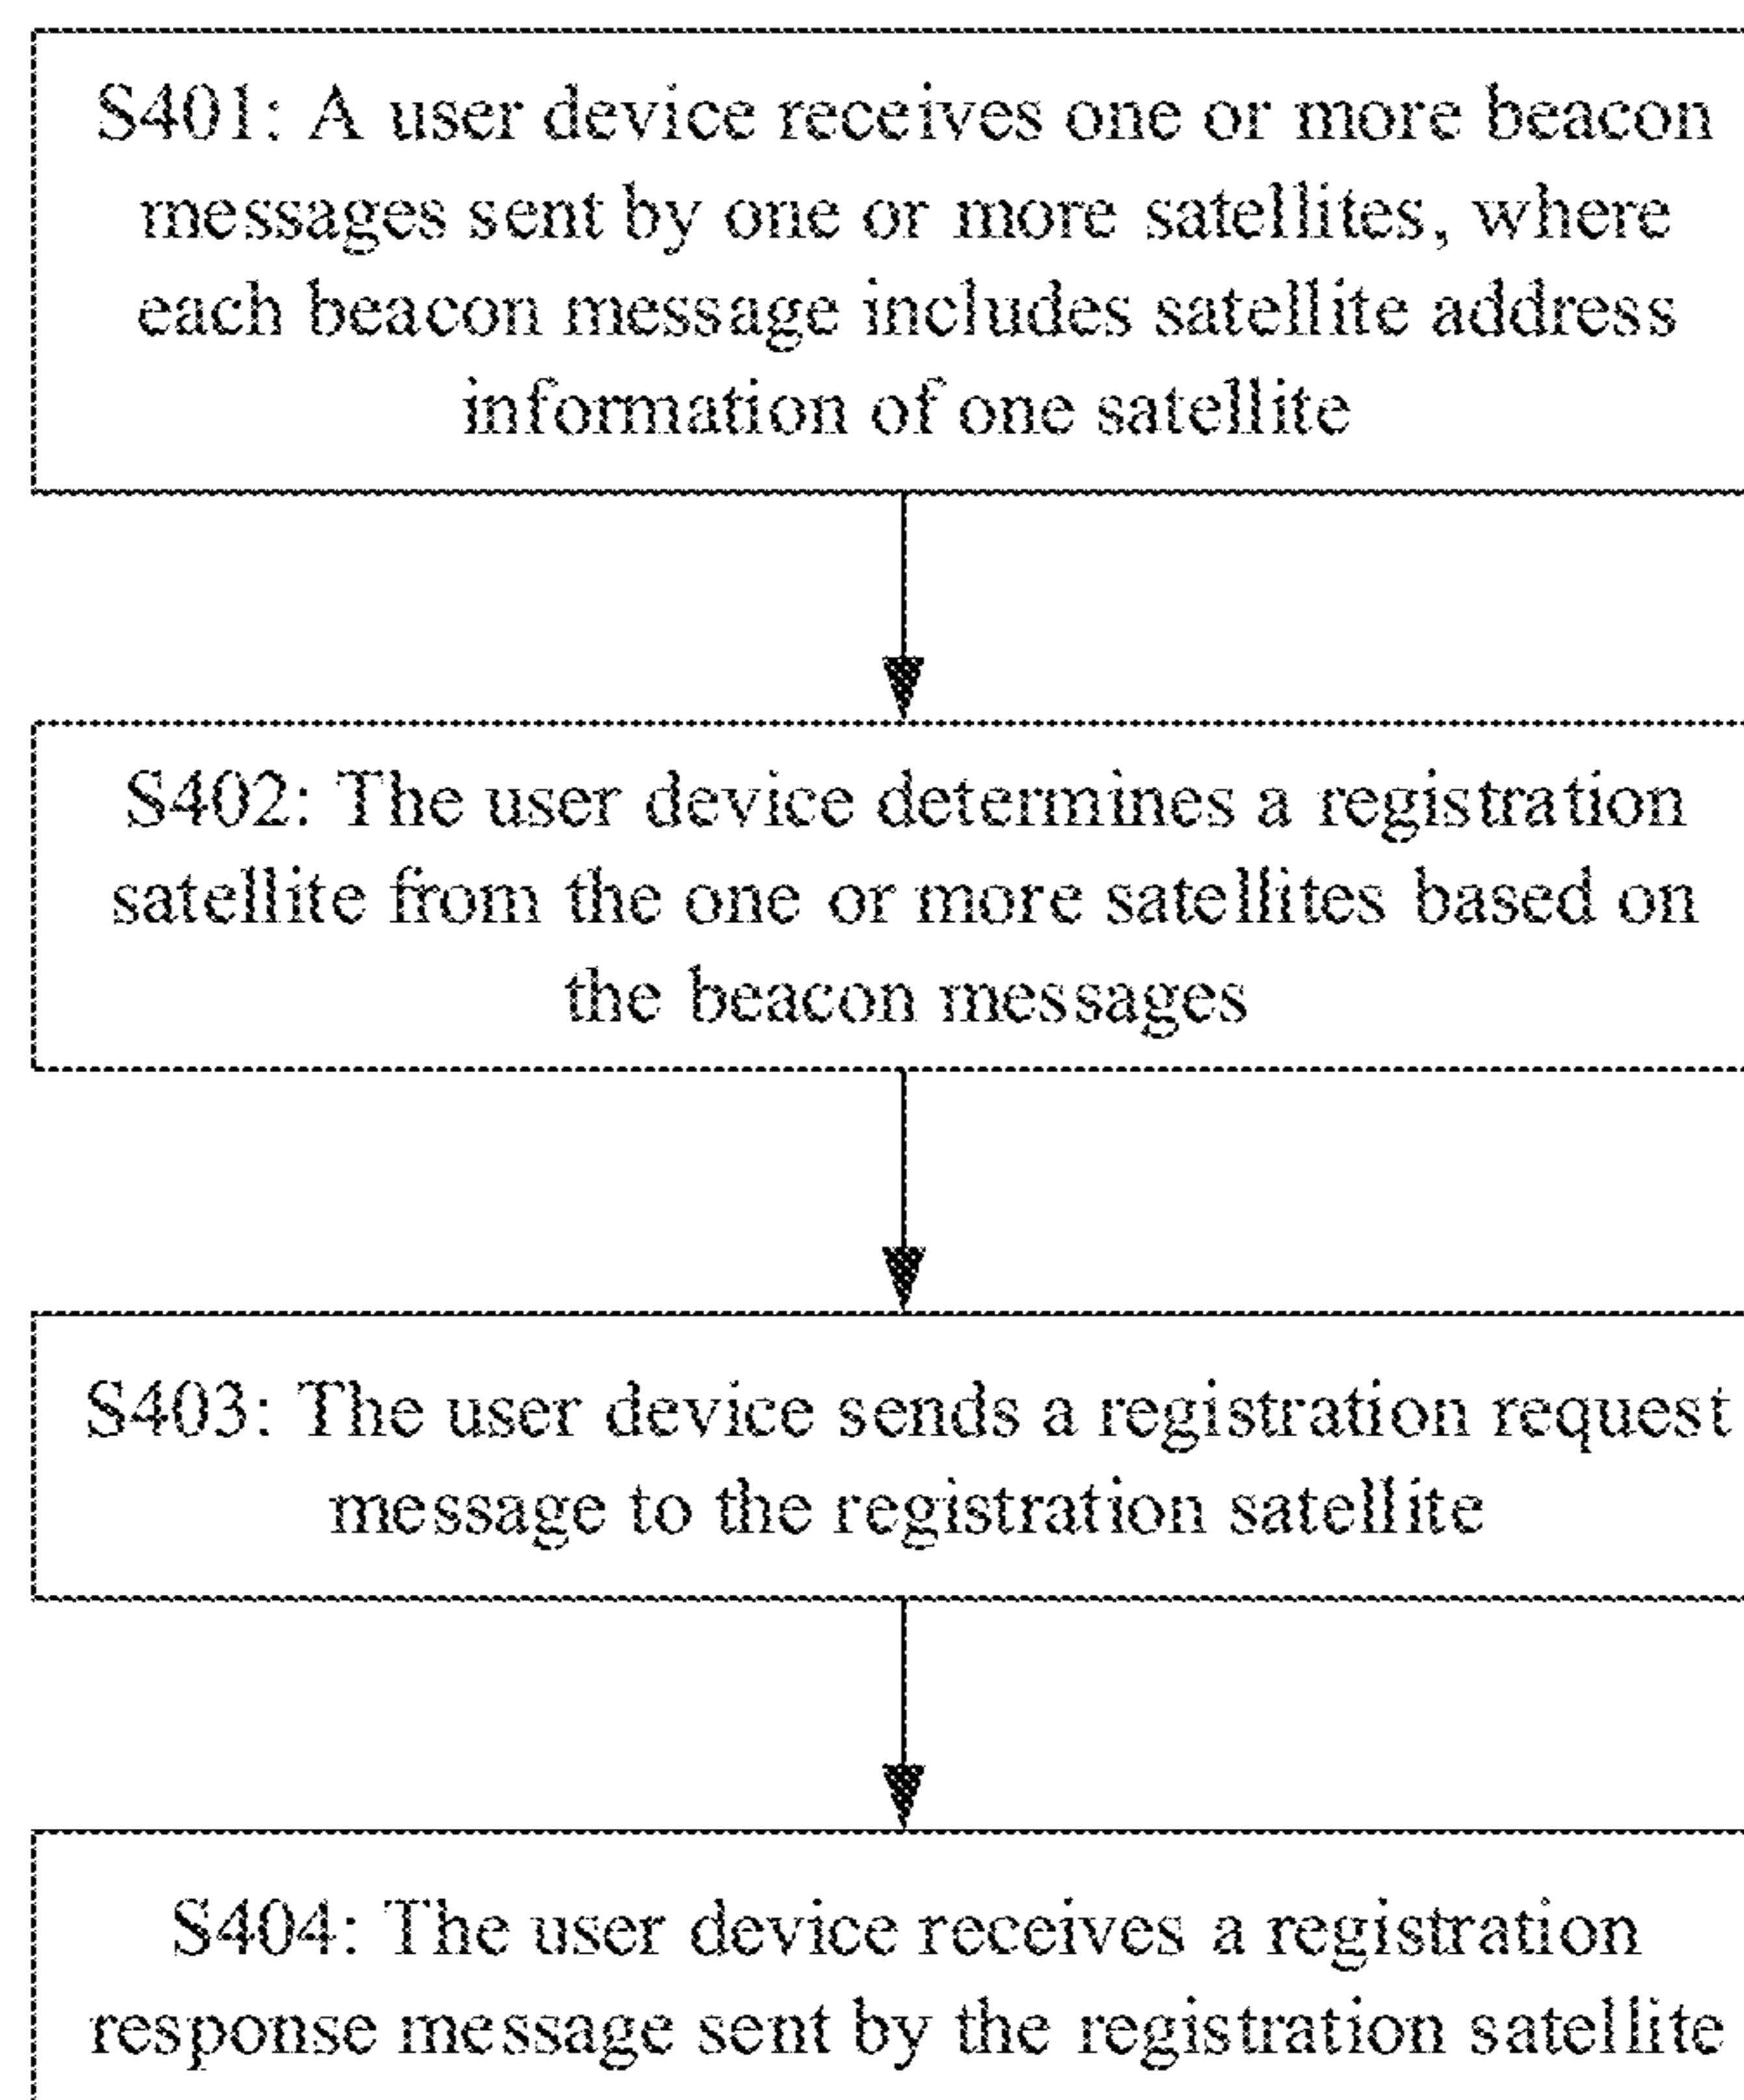 S401: A user device receives one or more beacon
messages sent by one or more satellites, where
each beacon message includes satellite address
information of one satellite
S402: The user device determines a registration
satellite from the one or more satellites based on
the beacon messages
S403: The user device sends a registration request
message to the registration satellite
S404: The user device receives a registration
response message sent by the registration satellite